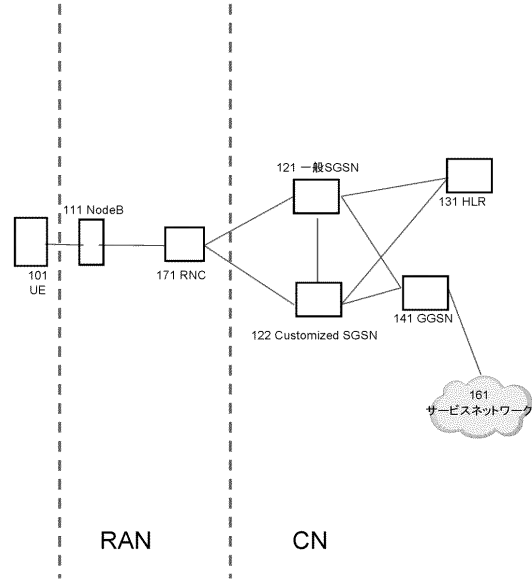 121 一般SGSN
131 HLR
111 NodeB
101
UE
171 RNC
122 Customized SGSN
141 GGSN
161
サービスネットワーク
RAN
CN